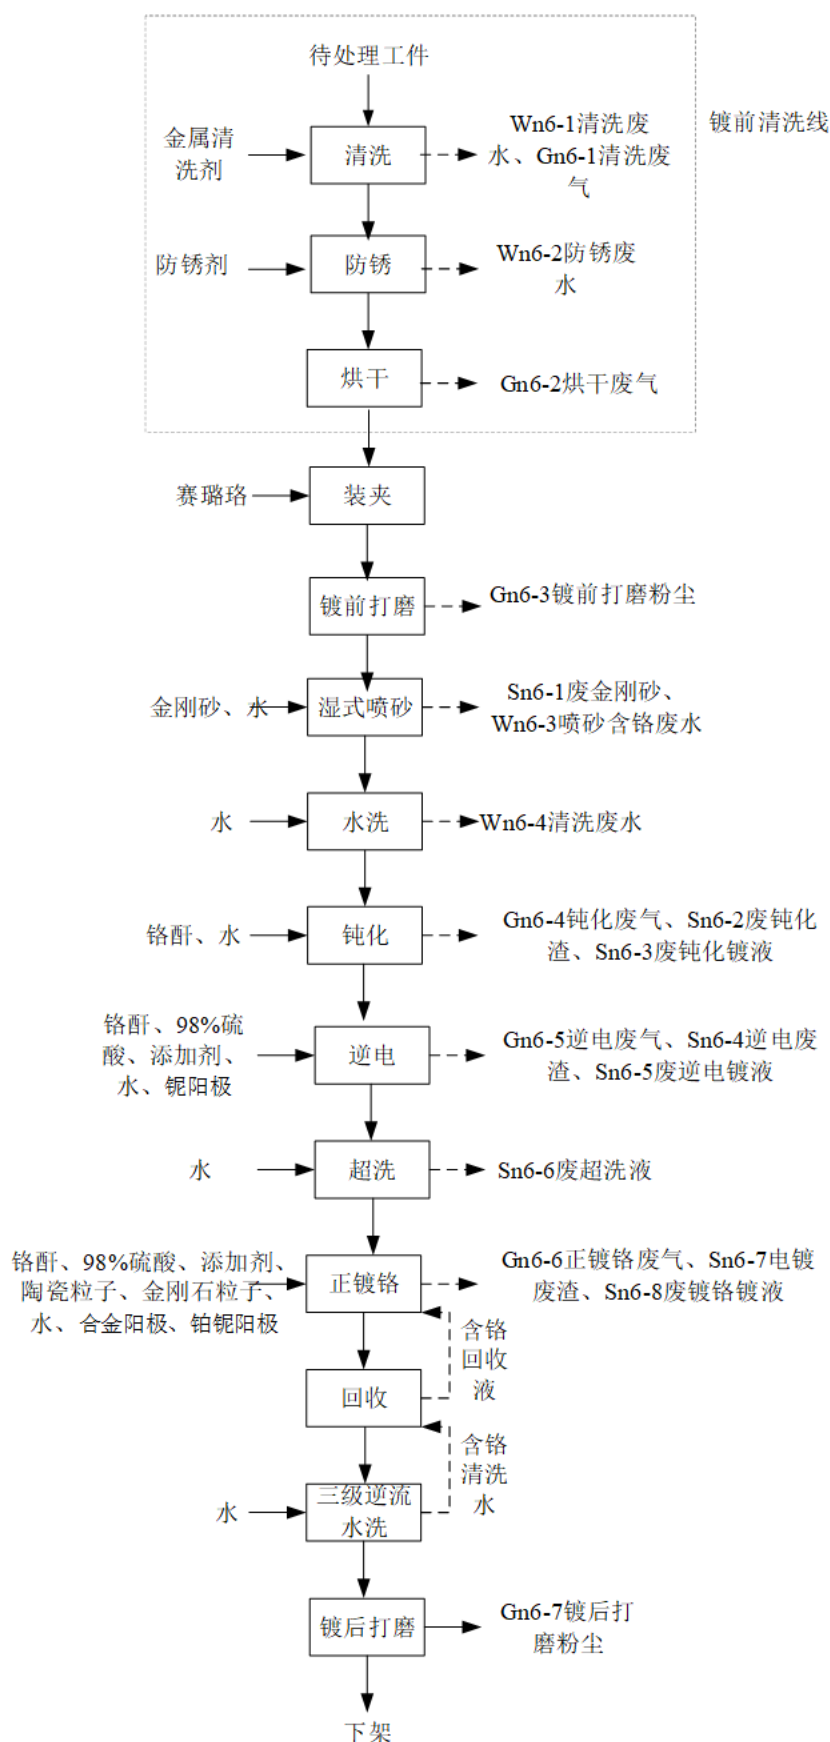 待处理工件
镀前清洗线
金属清
洗剂
清洗
Wn6-1清洗废
水、Gn6-1清洗废
气
防锈剂
防锈
Wn6-2防锈废
水
烘干
Gn6-2烘干废气
赛璐珞
装夹
镀前打磨
Gn6-3镀前打磨粉尘
金刚砂、水
湿式喷砂
Sn6-1废金刚砂、
Wn6-3喷砂含铬废水
水
水洗
Wn6-4清洗废水
铬酐、水
钝化
Gn6-4钝化废气、Sn6-2废钝化
渣、Sn6-3废钝化镀液
铬酐、98%硫
酸、添加剂、
水、铌阳极
逆电
Gn6-5逆电废气、Sn6-4逆电废
渣、Sn6-5废逆电镀液
水
超洗
Sn6-6废超洗液
铬酐、98%硫酸、添加剂、
陶瓷粒子、金刚石粒子、
水、合金阳极、铂铌阳极
正镀铬
Gn6-6正镀铬废气、Sn6-7电镀
废渣、Sn6-8废镀铬镀液
含铬
回收
液
回收
含铬
清洗
水
水
三级逆流
水洗
镀后打磨
Gn6-7镀后打
磨粉尘
下架